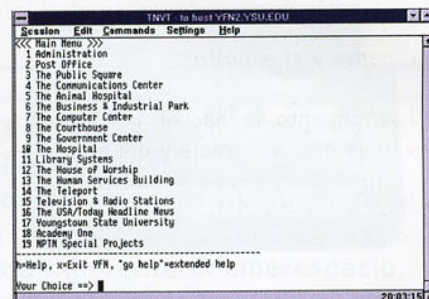 TNVT - to host YFN2.YSU.EDU
Session Edit Commands Settings Help
<<< Main Menu >>>
1 Administration
2 Post Office
3 The Public Square
4 The Communications Center
5 The Animal Hospital
6 The Business & Industrial Park
7 The Computer Center
8 The Courthouse
9 The Government Center
10 The Hospital
11 Library Systems
12 The House of Worship
13 The Human Services Building
14 The Teleport
15 Television & Radio Stations
16 The USA/Today Headline News
17 Youngstown State University
18 Academy One
19 NPTN Special Projects
------------------------------------------------
h=Help, x=Exit YFN, "go help"=extended help
Your Choice ==>
20:03:15